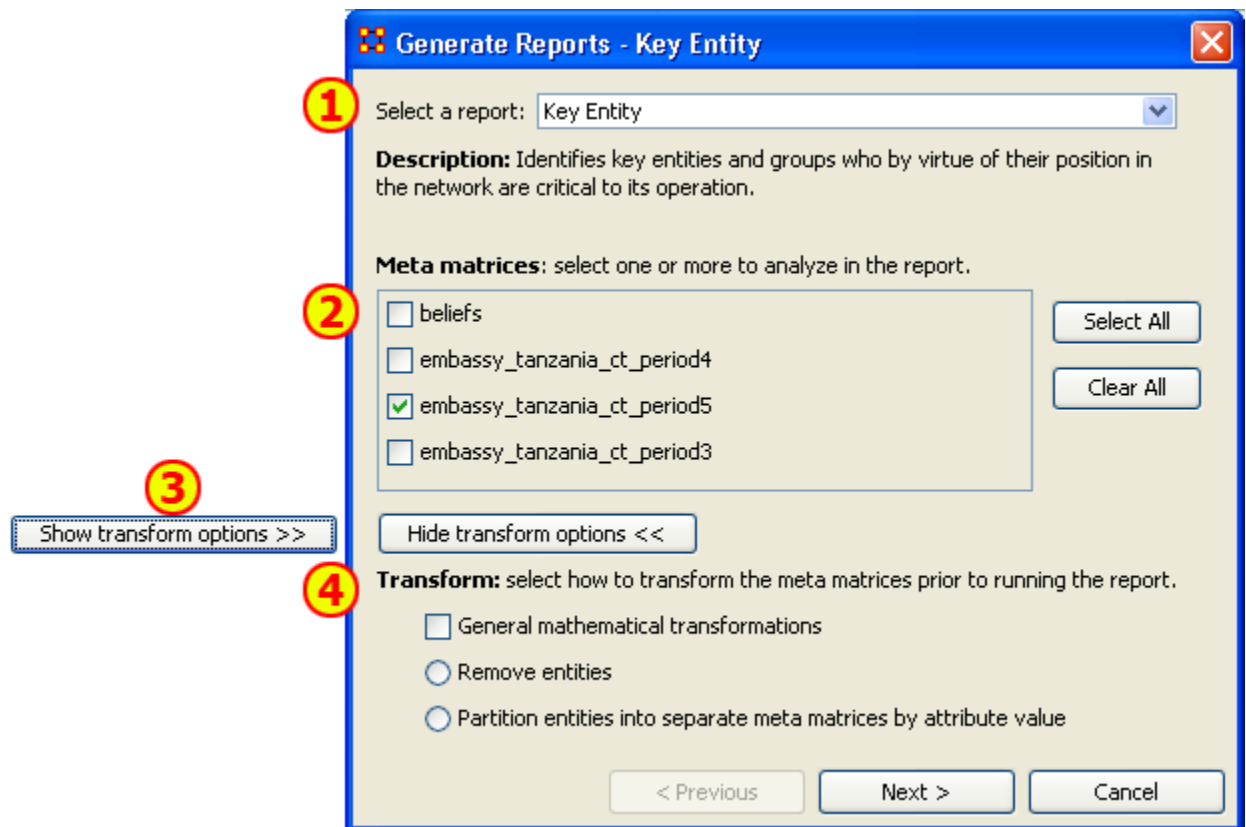 Generate Reports - Key Entity
1
Select a report: Key Entity
Description: Identifies key entities and groups who by virtue of their position in
the network are critical to its operation.
Meta matrices: select one or more to analyze in the report.
2
beliefs
Select All
embassy_tanzania_ct_period4
Clear All
embassy_tanzania_ct_period5
embassy_tanzania_ct_period3
3
Show transform options >>
Hide transform options <<
4
Transform: select how to transform the meta matrices prior to running the report.
General mathematical transformations
Remove entities
Partition entities into separate meta matrices by attribute value
< Previous Next > Cancel